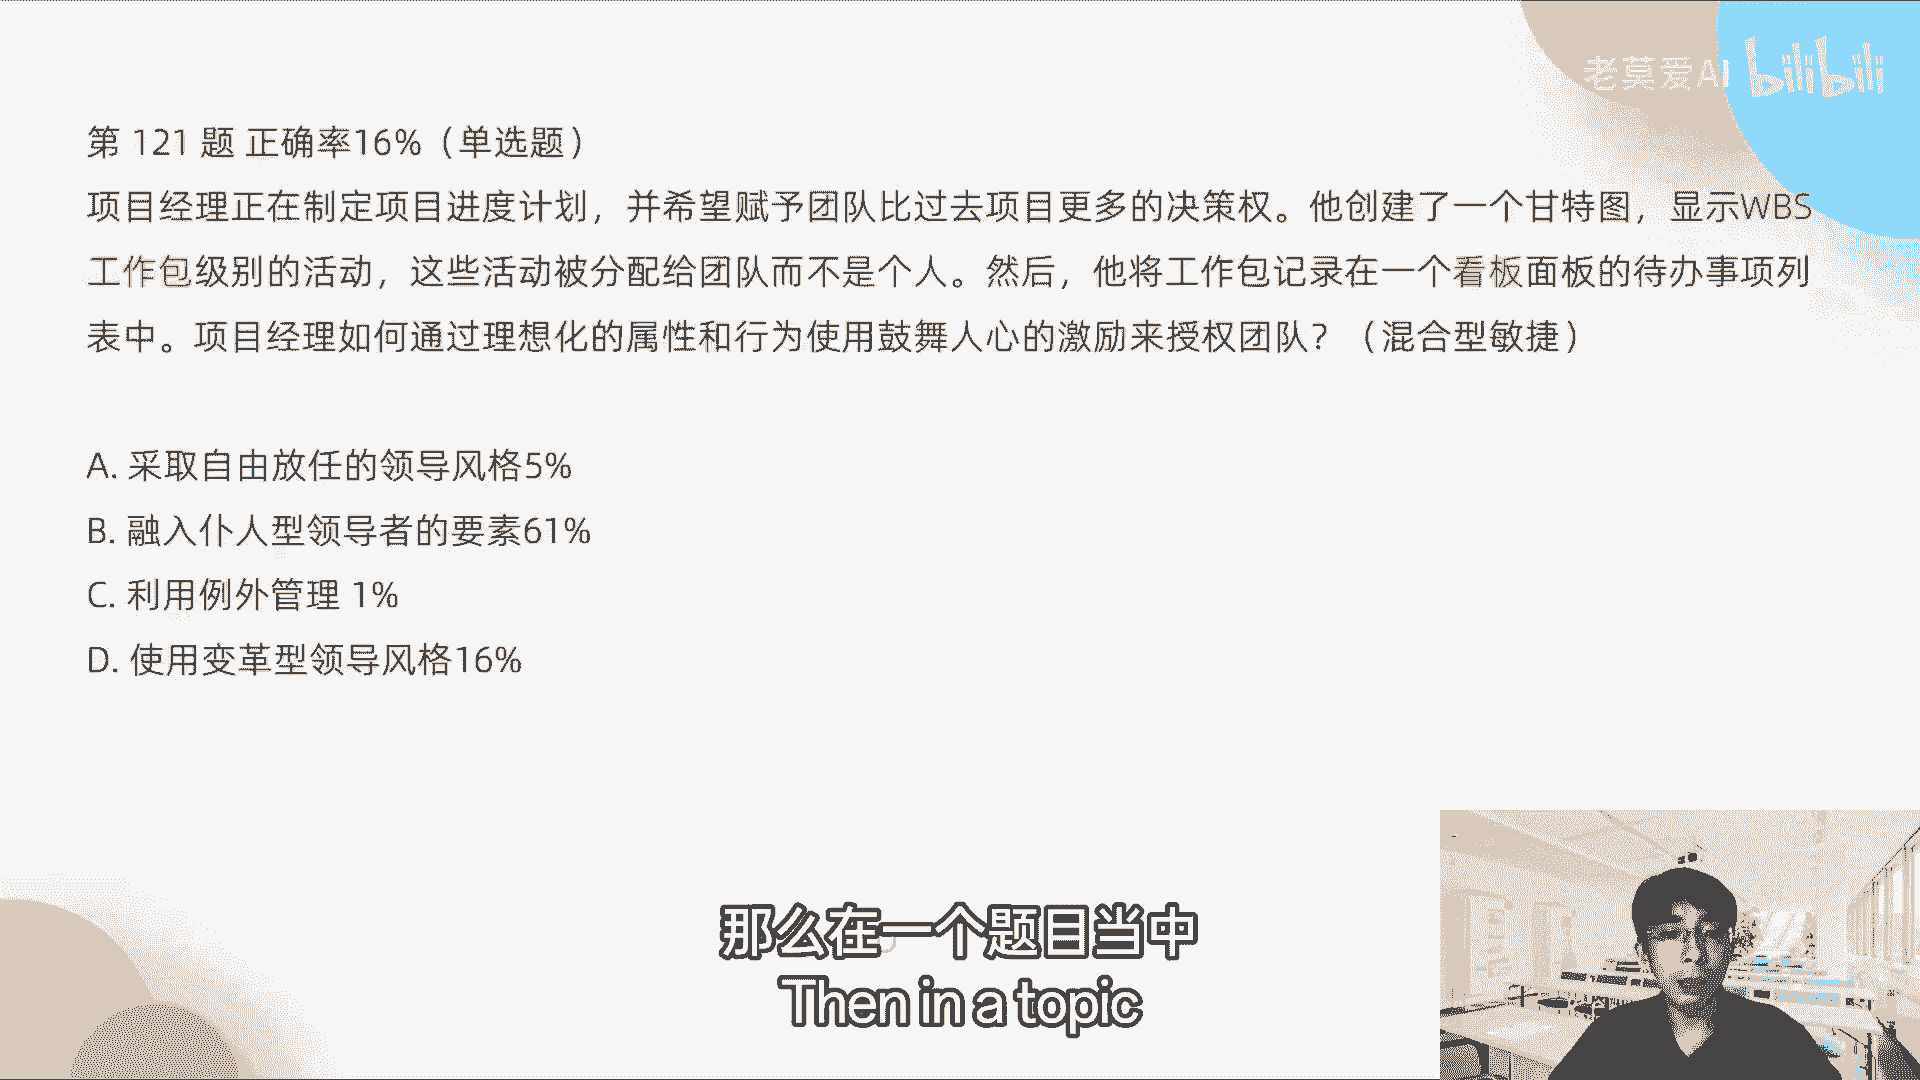 老莫爱AI bilibili
第 121 题 正确率16%（单选题）
项目经理正在制定项目进度计划，并希望赋予团队比过去项目更多的决策权。他创建了一个甘特图，显示WBS
工作包级别的活动，这些活动被分配给团队而不是个人。然后，他将工作包记录在一个看板面板的待办事项列
表中。项目经理如何通过理想化的属性和行为使用鼓舞人心的激励来授权团队？（混合型敏捷）
A. 采取自由放任的领导风格5%
B. 融入仆人型领导者的要素61%
C. 利用例外管理 1%
D. 使用变革型领导风格16%
那么在一个题目当中
Then in a topic